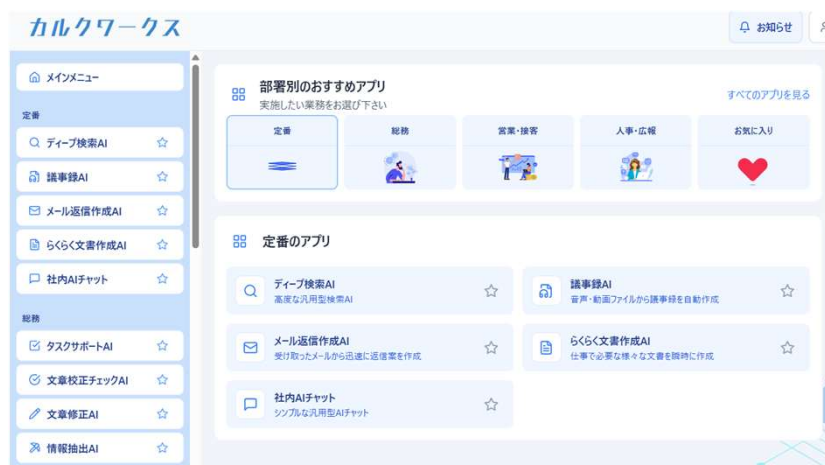 カルクワークス
お知らせ
メインメニュー
定番
ディープ検索AI
議事録AI
メール返信作成AI
らくらく文書作成AI
社内AIチャット
総務
タスクサポートAI
文章校正チェックAI
文章修正AI
情報抽出AI
部署別のおすすめアプリ
実施したい業務をお選び下さい
すべてのアプリを見る
定番
総務
営業・接客
人事・広報
お気に入り
定番のアプリ
ディープ検索AI
高度な汎用型検索AI
議事録AI
音声・動画ファイルから議事録を自動作成
メール返信作成AI
受け取ったメールから迅速に返信案を作成
らくらく文書作成AI
仕事で必要な様々な文書を瞬時に作成
社内AIチャット
シンプルな汎用型AIチャット